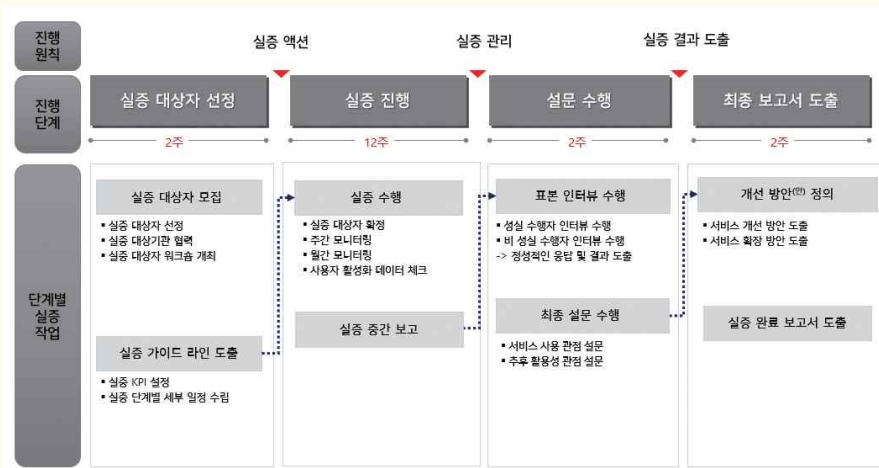 진행
원칙
실증 액션
실증 관리
실증 결과 도출
진행
단계
실증 대상자 선정
실증 진행
설문 수행
최종 보고서 도출
2주
12주
2주
2주
단계별
실증
작업
실증 대상자 모집
▪ 실증 대상자 선정
▪ 실증 대상기관 협력
▪ 실증 대상자 워크숍 개최
실증 가이드 라인 도출
▪ 실증 KPI 설정
▪ 실증 단계별 세부 일정 수립
실증 수행
▪ 실증 대상자 확정
▪ 주간 모니터링
▪ 월간 모니터링
▪ 사용자 활성화 데이터 체크
실증 중간 보고
표본 인터뷰 수행
▪ 성실 수행자 인터뷰 수행
▪ 비 성실 수행자 인터뷰 수행
-> 정성적인 응답 및 결과 도출
최종 설문 수행
▪ 서비스 사용 관점 설문
▪ 추후 활용성 관점 설문
개선 방안(안) 정의
▪ 서비스 개선 방안 도출
▪ 서비스 확장 방안 도출
실증 완료 보고서 도출